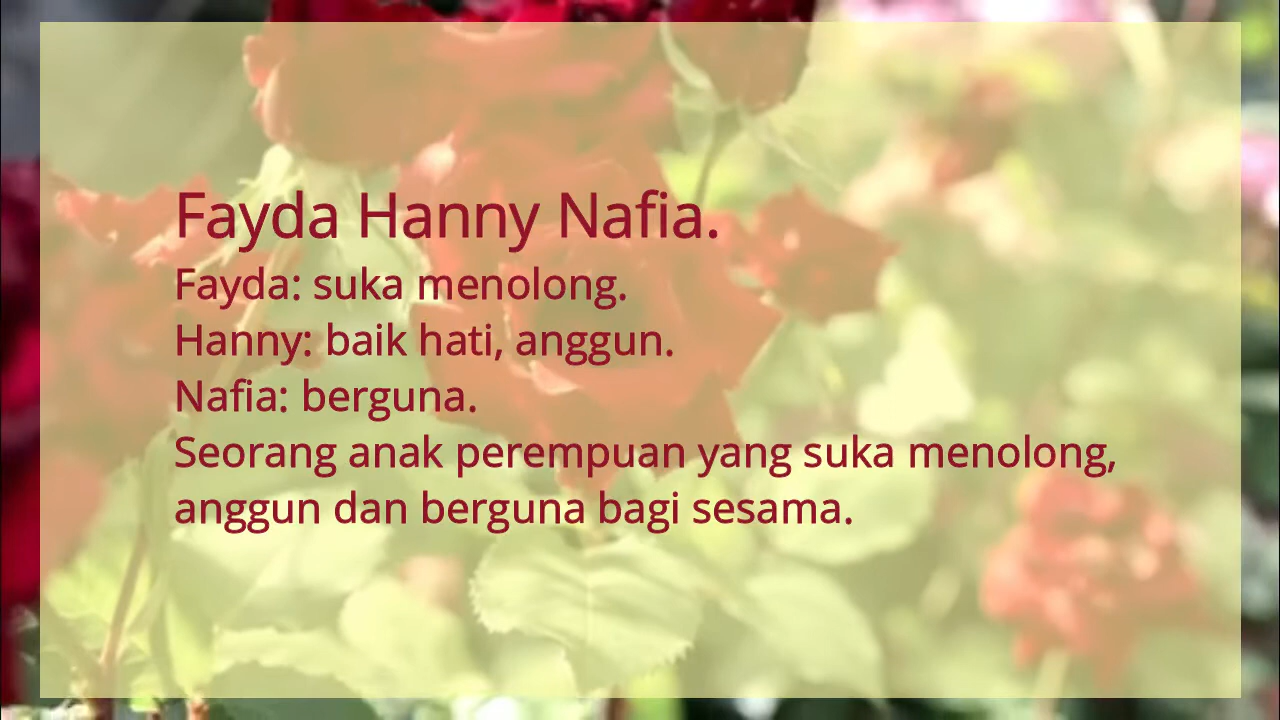 Fayda Hanny Nafia.
Fayda: suka menolong.
Hanny: baik hati, anggun.
Nafia: berguna.
Seorang anak perempuan yang suka menolong,
anggun dan berguna bagi sesama.